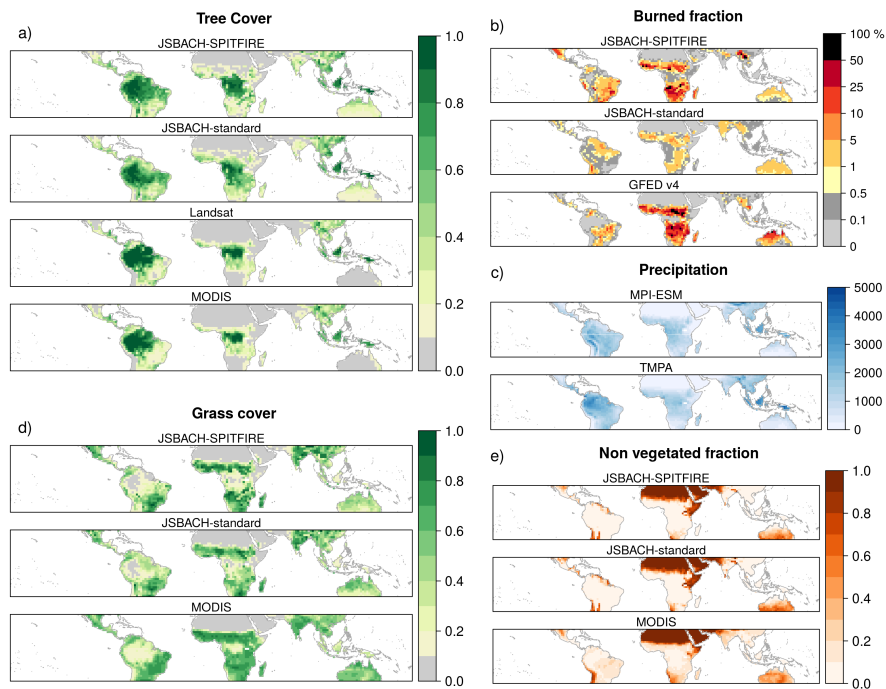 Tree Cover
a)
JSBACH-SPITFIRE
JSBACH-standard
Landsat
MODIS
1.0
0.8
0.6
0.4
0.2
0.0
Burned fraction
b)
JSBACH-SPITFIRE
JSBACH-standard
GFED v4
100 %
50
25
10
5
1
0.5
0.1
0
Precipitation
c)
MPI-ESM
TMPA
5000
4000
3000
2000
1000
0
Grass cover
d)
JSBACH-SPITFIRE
JSBACH-standard
MODIS
1.0
0.8
0.6
0.4
0.2
0.0
Non vegetated fraction
e)
JSBACH-SPITFIRE
JSBACH-standard
MODIS
1.0
0.8
0.6
0.4
0.2
0.0